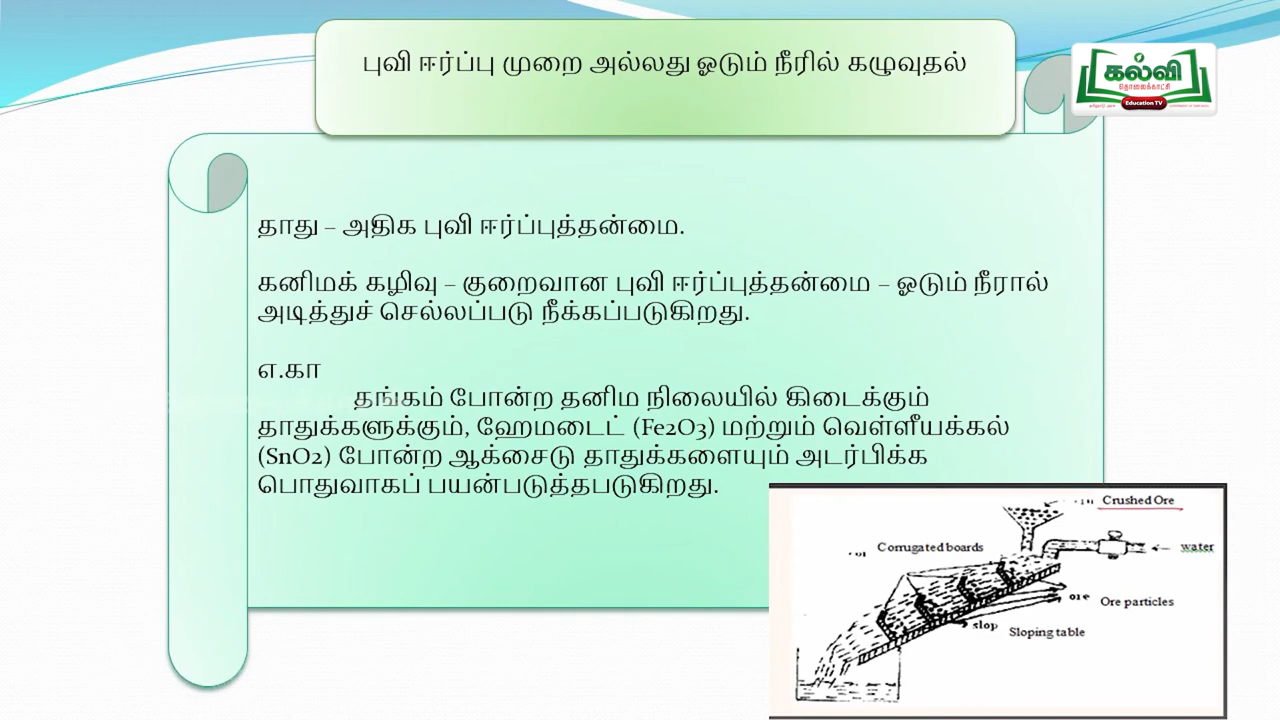 புவி ஈர்ப்பு முறை அல்லது ஓடும் நீரில் கழுவுதல்
கல்வி
தொலைக்காட்சி
Education TV
தாது – அதிக புவி ஈர்ப்புத்தன்மை.
கனிமக் கழிவு – குறைவான புவி ஈர்ப்புத்தன்மை – ஓடும் நீரால்
அடித்துச் செல்லப்படு நீக்கப்படுகிறது.
எ.கா
தங்கம் போன்ற தனிம நிலையில் கிடைக்கும்
தாதுக்களுக்கும், ஹேமடைட் (Fe2O3) மற்றும் வெள்ளீயக்கல்
(SnO2) போன்ற ஆக்சைடு தாதுக்களையும் அடர்பிக்க
பொதுவாகப் பயன்படுத்தபடுகிறது.
Crushed Ore
Corrugated boards
water
ore
Ore particles
slop
Sloping table